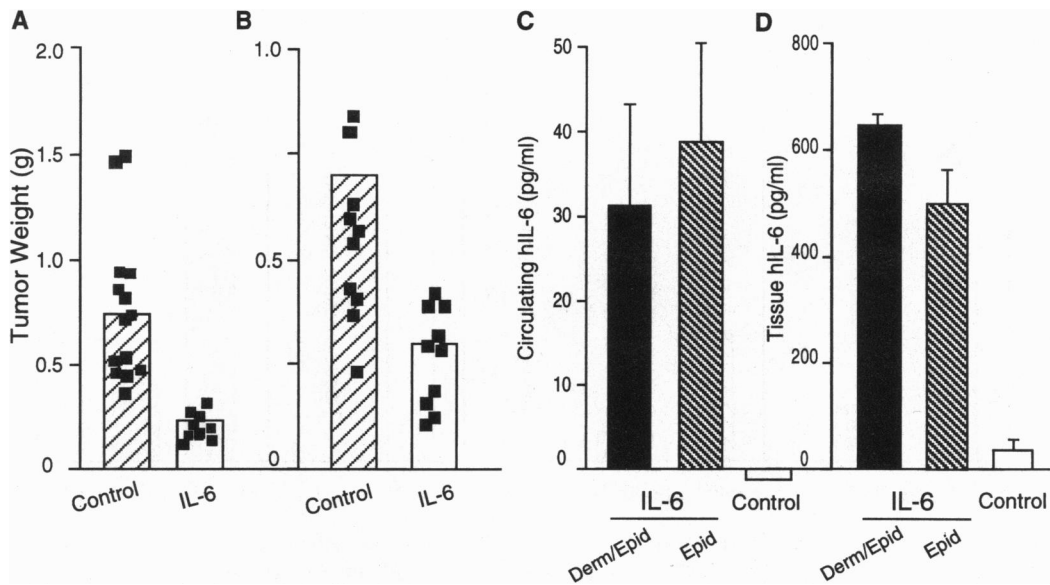 A
Tumor Weight (g)
2.0
1.5
1.0
0.5
0
Control
IL-6
B
1.0
0.5
0
Control
IL-6
C
Circulating hIL-6 (pg/ml)
50
40
30
20
10
0
IL-6
Control
Derm/Epid
Epid
D
Tissue hIL-6 (pg/ml)
800
600
400
200
0
IL-6
Control
Derm/Epid
Epid